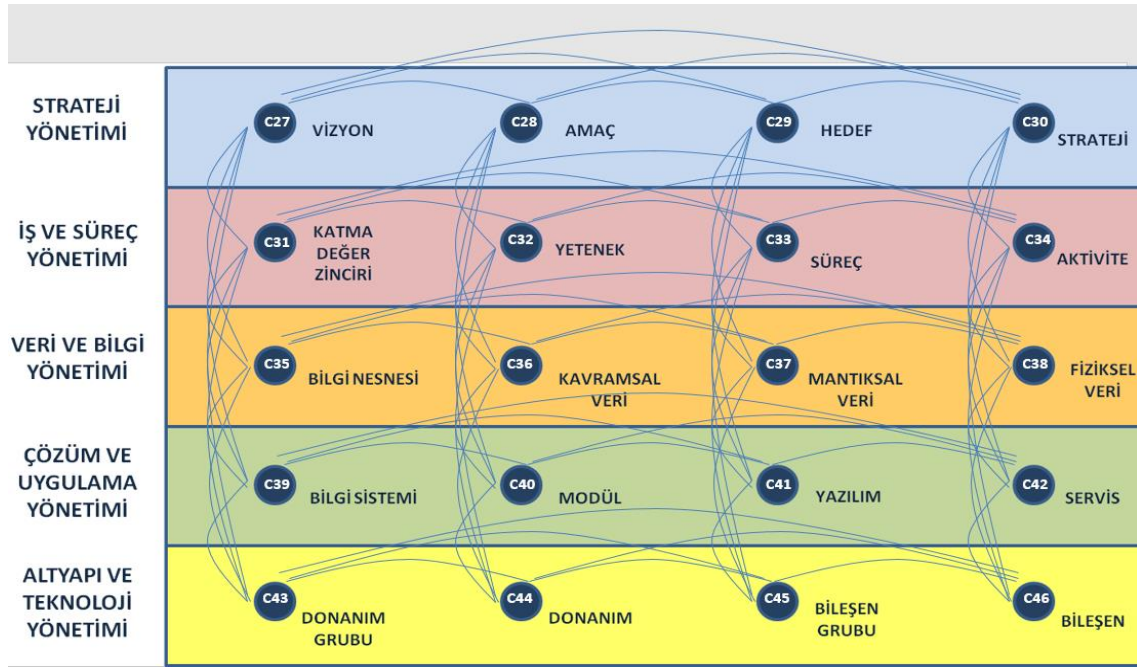 STRATEJİ
YÖNETİMİ
C27
VİZYON
C28
AMAÇ
C29
HEDEF
C30
STRATEJİ
İŞ VE SÜREÇ
YÖNETİMİ
C31
KATMA
DEĞER
ZİNCİRİ
C32
YETENEK
C33
SÜREÇ
C34
AKTİVİTE
VERİ VE BİLGİ
YÖNETİMİ
C35
BİLGİ NESNESİ
C36
KAVRAMSAL
VERİ
C37
MANTIKSAL
VERİ
C38
FİZİKSEL
VERİ
ÇÖZÜM VE
UYGULAMA
YÖNETİMİ
C39
BİLGİ SİSTEMİ
C40
MODÜL
C41
YAZILIM
C42
SERVİS
ALTYAPI VE
TEKNOLOJİ
YÖNETİMİ
C43
DONANIM
GRUBU
C44
DONANIM
C45
BİLEŞEN
GRUBU
C46
BİLEŞEN